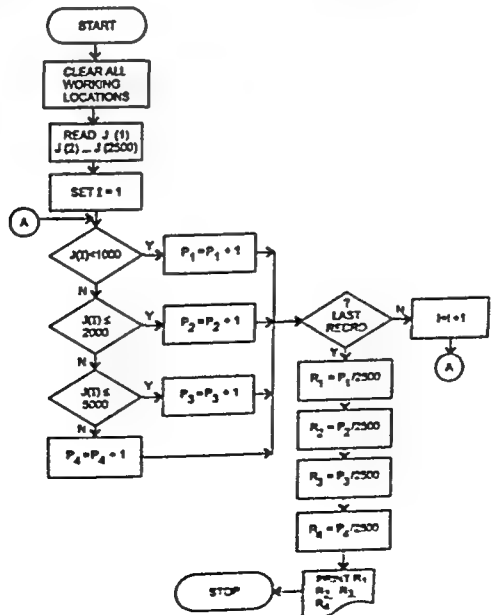 START
CLEAR ALL
WORKING
LOCATIONS
READ J (1)
J (2) ... J (2500)
SET I = 1
A
J(I)<1000
Y
P1=P1 + 1
N
J(I) ≤
2000
Y
P2=P2 + 1
N
J(I) ≤
5000
Y
P3=P3 + 1
N
P4=P4 + 1
?
LAST
RECRD
N
I=I + 1
A
Y
R1 = P1/2500
R2 = P2/2500
R3 = P3/2500
R4 = P4/2500
PRINT R1
R2, R3
R4
STOP